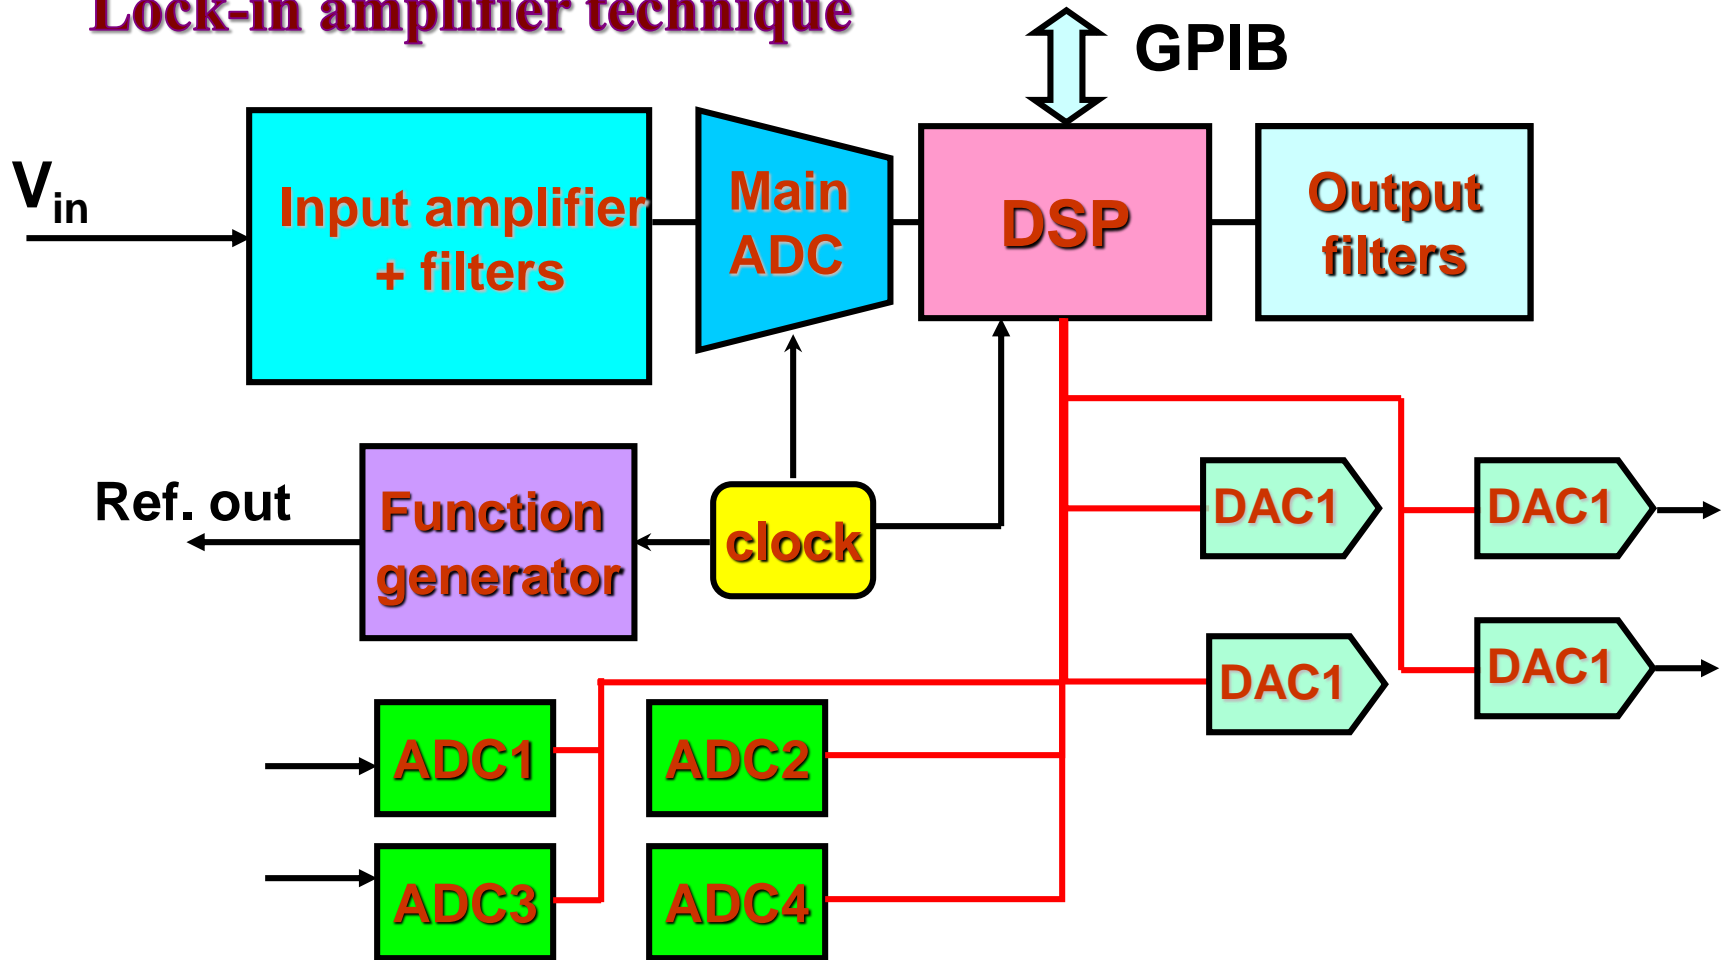 Lock-in amplifier technique
GPIB
V in
Input amplifier
+ filters
Main
ADC
DSP
Output
filters
Ref. out
Function
generator
clock
DAC1
DAC1
DAC1
DAC1
ADC1
ADC2
ADC3
ADC4